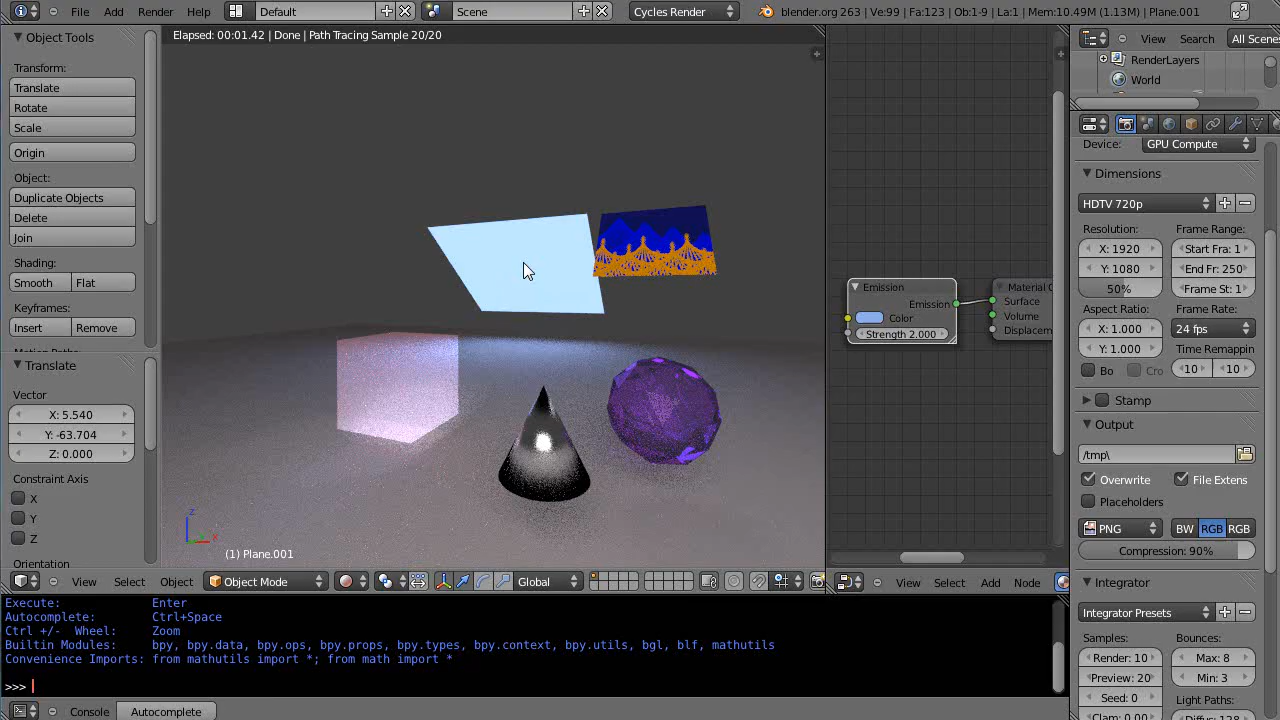 File Add Render Help Default Scene Cycles Render blender.org 263 | Ve:99 | Fa:123 | Ob:1-9 | La:1 | Mem:10.49M (1.13M) | Plane.001
Object Tools
Transform:
Translate
Rotate
Scale
Origin
Object:
Duplicate Objects
Delete
Join
Shading:
Smooth Flat
Keyframes:
Insert Remove
Translate
Vector
X: 5.540
Y: -63.704
Z: 0.000
Constraint Axis
X
Y
Z
Orientation
Elapsed: 00:01.42 | Done | Path Tracing Sample 20/20
Z
X
(1) Plane.001
View Select Object Object Mode Global
Emission
Emission
Color
Strength 2.000
Material O
Surface
Volume
Displacem
View Select Add Node
View Search All Scene
RenderLayers
World
Device: GPU Compute
Dimensions
HDTV 720p
Resolution: Frame Range:
X: 1920 Start Fra: 1
Y: 1080 End Fr: 250
50% Frame St: 1
Aspect Ratio: Frame Rate:
X: 1.000 24 fps
Y: 1.000 Time Remappin
Bo Cro 10 10
Stamp
Output
/tmp\
Overwrite File Extens
Placeholders
PNG BW RGB RGB
Compression: 90%
Integrator
Integrator Presets
Samples: Bounces:
Render: 10 Max: 8
Preview: 20 Min: 3
Seed: 0 Light Paths:
Clam: 0.00 Diffus: 128
Execute: Enter
Autocomplete: Ctrl+Space
Ctrl +/- Wheel: Zoom
Builtin Modules: bpy, bpy.data, bpy.ops, bpy.props, bpy.types, bpy.context, bpy.utils, bgl, blf, mathutils
Convenience Imports: from mathutils import *; from math import *
>>>
Console Autocomplete